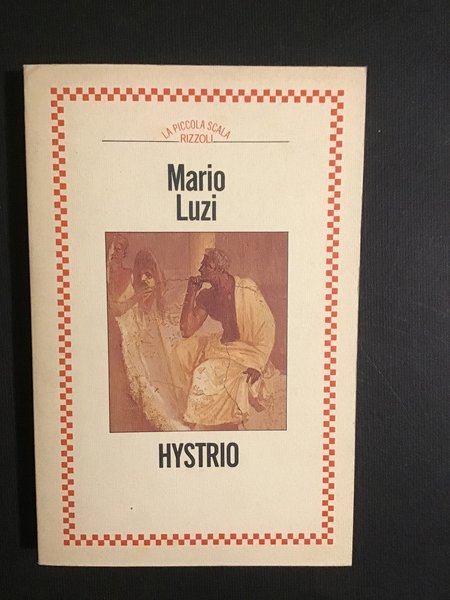 LA PICCOLA SCALA
RIZZOLI
Mario
Luzi
HYSTRIO